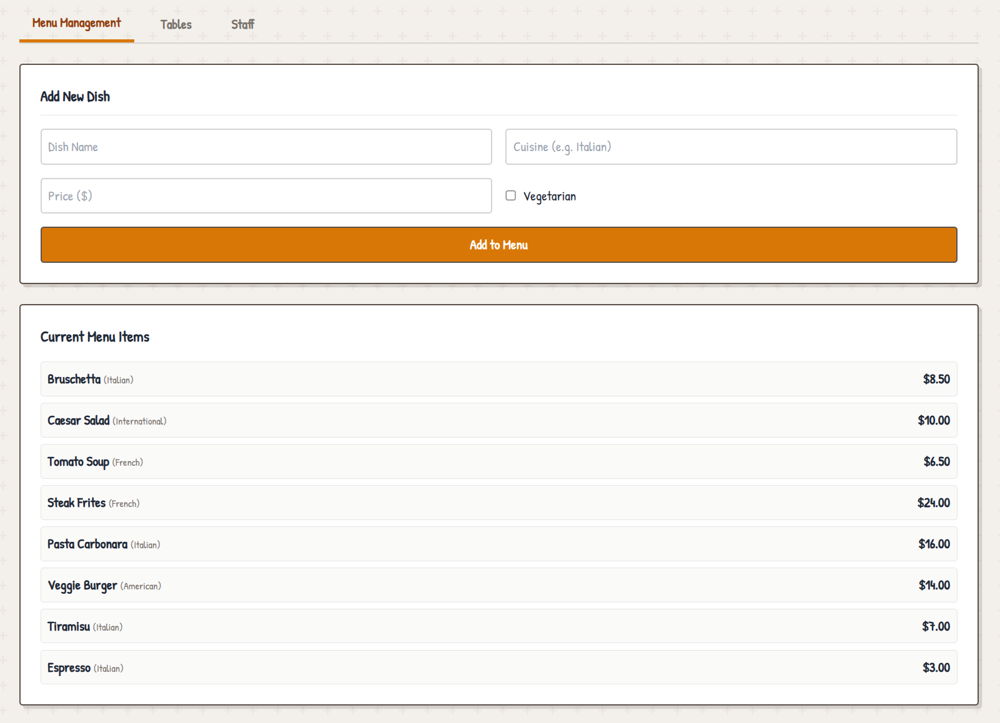 Menu Management Tables Staff
Add New Dish
Dish Name Cuisine (e.g. Italian)
Price ($) Vegetarian
Add to Menu
Current Menu Items
Bruschetta (Italian) $8.50
Caesar Salad (International) $10.00
Tomato Soup (French) $6.50
Steak Frites (French) $24.00
Pasta Carbonara (Italian) $16.00
Veggie Burger (American) $14.00
Tiramisu (Italian) $7.00
Espresso (Italian) $3.00